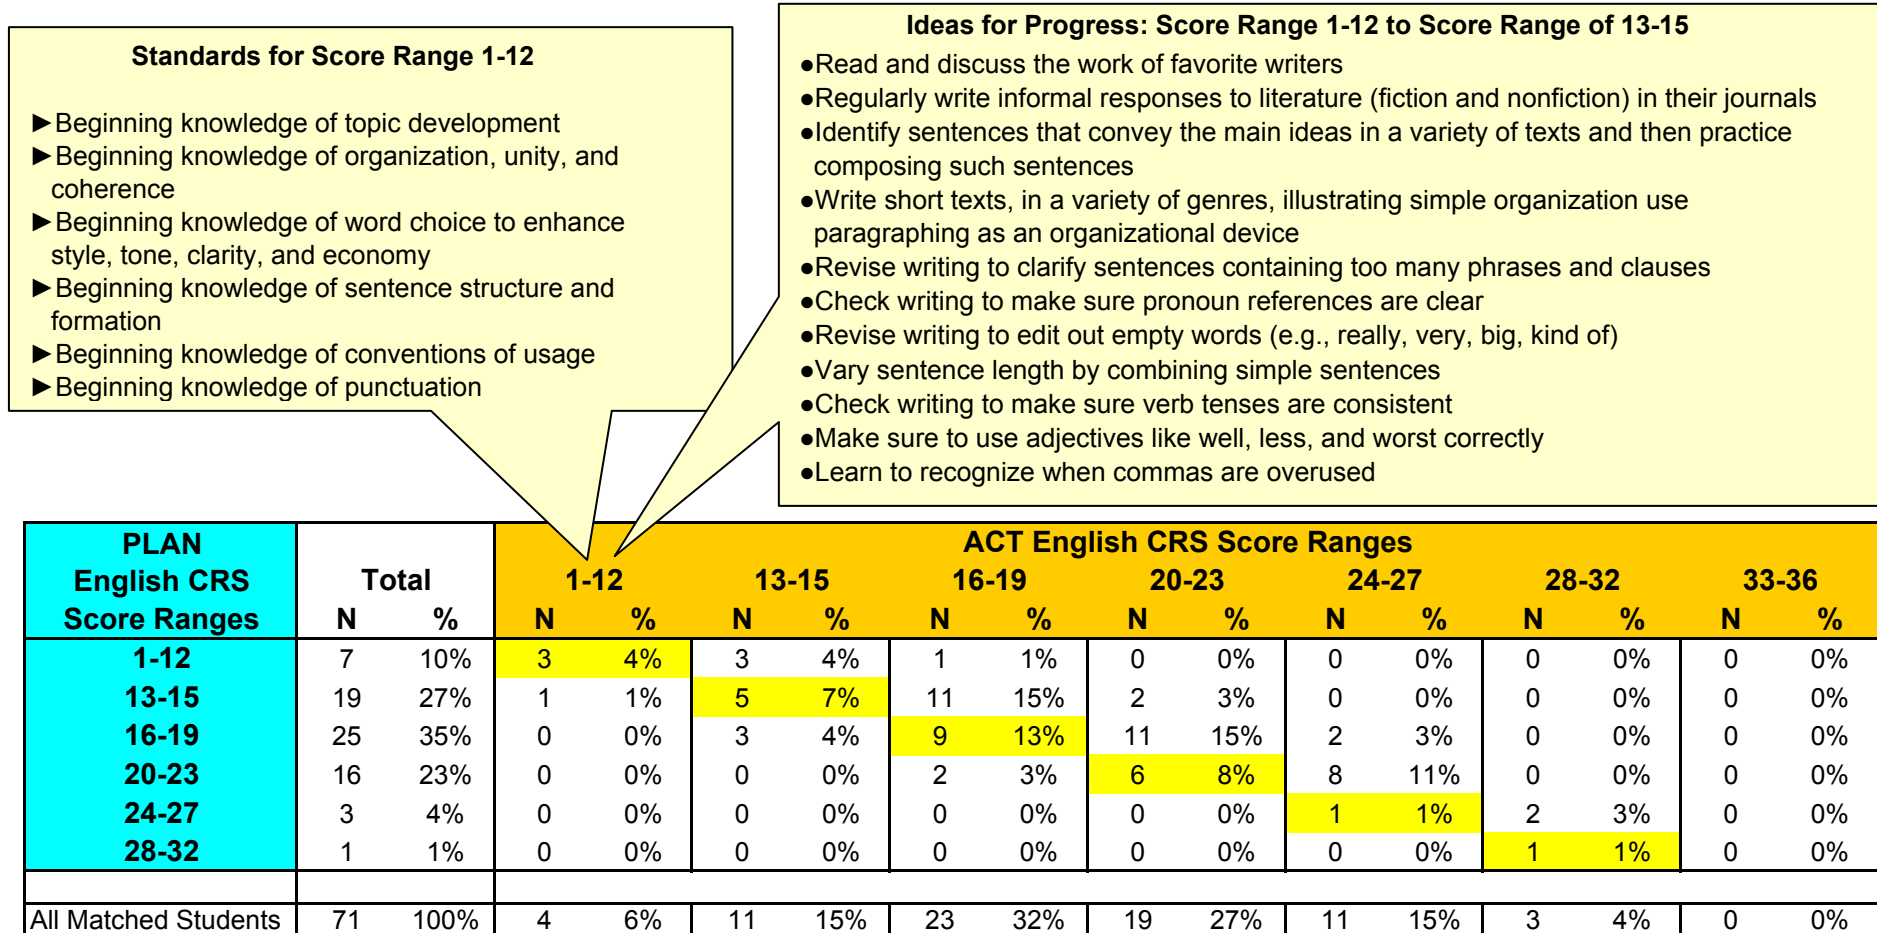 Standards for Score Range 1-12
►Beginning knowledge of topic development
►Beginning knowledge of organization, unity, and
coherence
►Beginning knowledge of word choice to enhance
style, tone, clarity, and economy
►Beginning knowledge of sentence structure and
formation
►Beginning knowledge of conventions of usage
►Beginning knowledge of punctuation
Ideas for Progress: Score Range 1-12 to Score Range of 13-15
●Read and discuss the work of favorite writers
●Regularly write informal responses to literature (fiction and nonfiction) in their journals
●Identify sentences that convey the main ideas in a variety of texts and then practice
composing such sentences
●Write short texts, in a variety of genres, illustrating simple organization use
paragraphing as an organizational device
●Revise writing to clarify sentences containing too many phrases and clauses
●Check writing to make sure pronoun references are clear
●Revise writing to edit out empty words (e.g., really, very, big, kind of)
●Vary sentence length by combining simple sentences
●Check writing to make sure verb tenses are consistent
●Make sure to use adjectives like well, less, and worst correctly
●Learn to recognize when commas are overused
PLAN ACT English CRS Score Ranges
English CRS Total 1-12 13-15 16-19 20-23 24-27 28-32 33-36
Score Ranges N % N % N % N % N % N % N % N %
1-12 7 10% 3 4% 3 4% 1 1% 0 0% 0 0% 0 0% 0 0%
13-15 19 27% 1 1% 5 7% 11 15% 2 3% 0 0% 0 0% 0 0%
16-19 25 35% 0 0% 3 4% 9 13% 11 15% 2 3% 0 0% 0 0%
20-23 16 23% 0 0% 0 0% 2 3% 6 8% 8 11% 0 0% 0 0%
24-27 3 4% 0 0% 0 0% 0 0% 0 0% 1 1% 2 3% 0 0%
28-32 1 1% 0 0% 0 0% 0 0% 0 0% 0 0% 1 1% 0 0%
All Matched Students 71 100% 4 6% 11 15% 23 32% 19 27% 11 15% 3 4% 0 0%